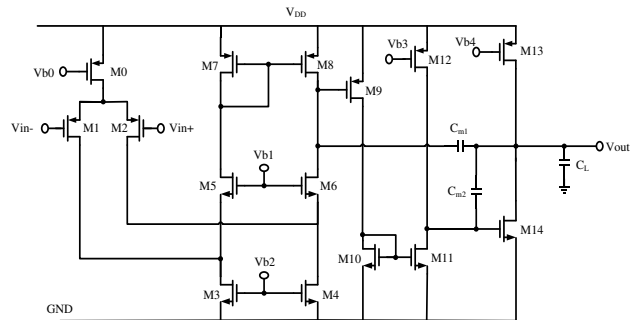 VDD
Vb3
Vb4
M13
M7
M8
M12
M0
Vb0
M9
Vin-
M1
M2
Vin+
Cm1
Vout
Vb1
CL
M5
M6
Cm2
M14
Vb2
M10
M11
M3
M4
GND